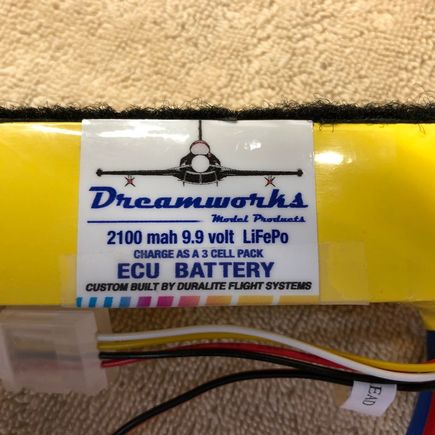 Dreamworks
Model Products
2100 mah 9.9 volt LiFePo
CHARGE AS A 3 CELL PACK
ECU BATTERY
CUSTOM BUILT BY DURALITE FLIGHT SYSTEMS